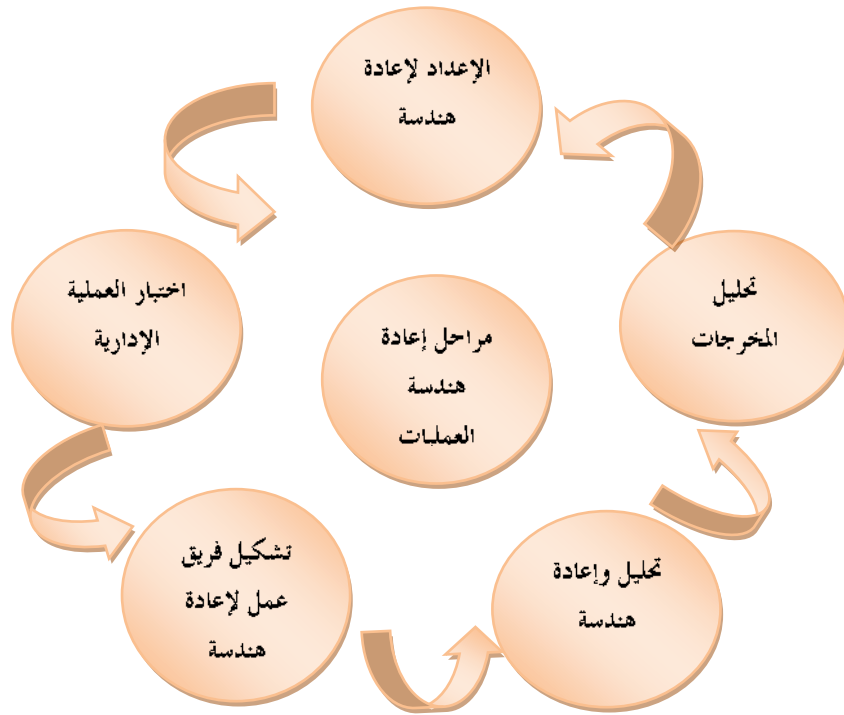 الإعداد لإعادة
هندسة
اختبار العملية
الإدارية
تشكيل فريق
عمل لإعادة
هندسة
تحليل وإعادة
هندسة
تحليل
المخرجات
مراحل إعادة
هندسة
العمليات